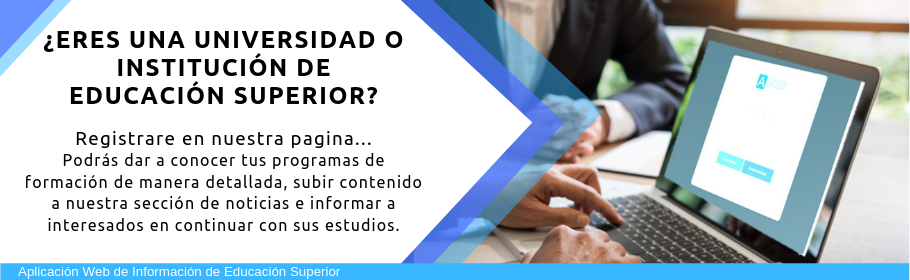 ¿ERES UNA UNIVERSIDAD O
INSTITUCIÓN DE
EDUCACIÓN SUPERIOR?
Registrare en nuestra pagina...
Podrás dar a conocer tus programas de
formación de manera detallada, subir contenido
a nuestra sección de noticias e informar a
interesados en continuar con sus estudios.
Aplicación Web de Información de Educación Superior